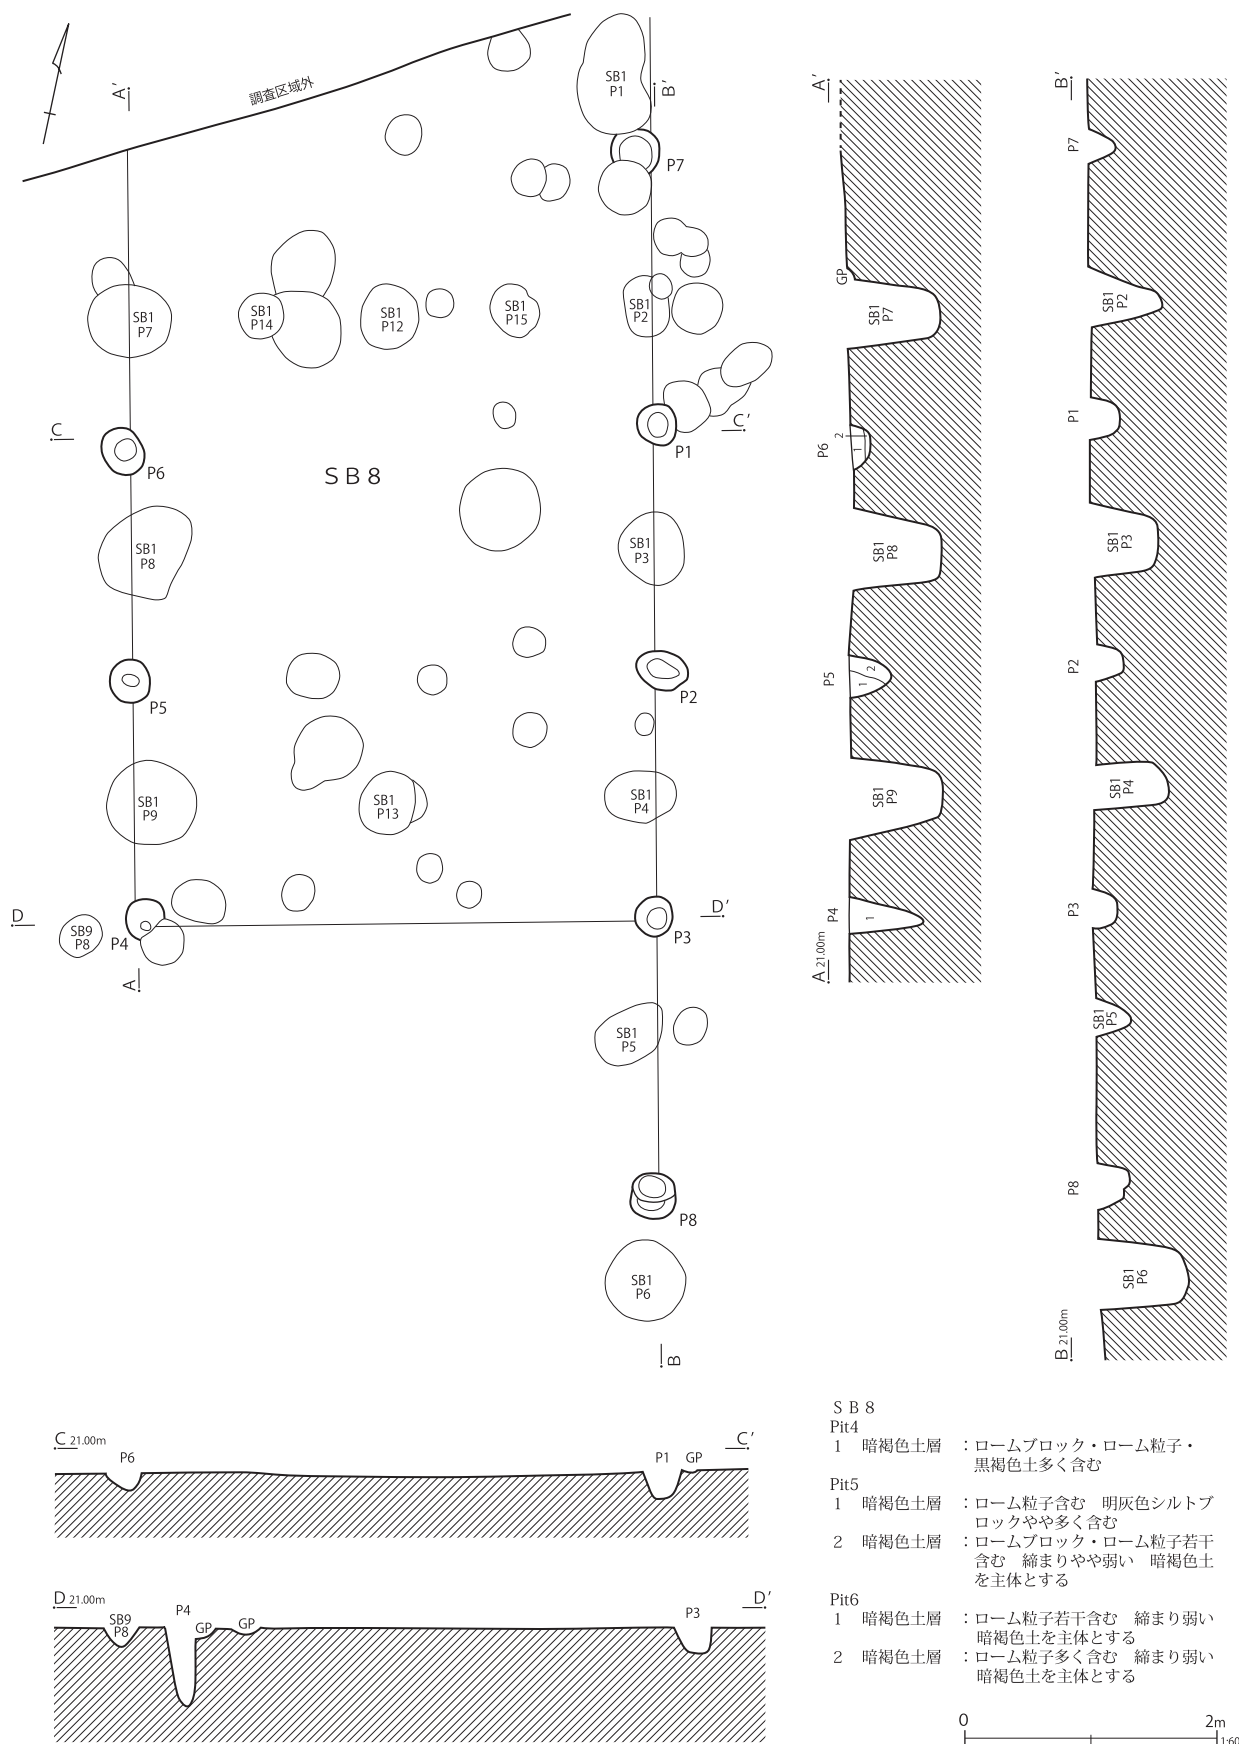 調査区域外
A′
B′
SB1
P1
P7
SB1
P7
SB1
P14
SB1
P12
SB1
P15
SB1
P2
C
C′
P6
P1
SB8
SB1
P8
SB1
P3
P5
P2
SB1
P9
SB1
P13
SB1
P4
D
D′
SB9
P8
P4
P3
A
SB1
P5
P8
SB1
P6
B
A′
GP
SB1
P7
P6
2
1
SB1
P8
P5
1
2
SB1
P9
P4
1
A 21.00m
B′
P7
SB1
P2
P1
SB1
P3
P2
SB1
P4
P3
SB1
P5
P8
SB1
P6
B 21.00m
C 21.00m
C′
P6
P1
GP
D 21.00m
D′
SB9
P8
P4
GP
GP
P3
ＳＢ８
Pit4
1　暗褐色土層　：ロームブロック・ローム粒子・
黒褐色土多く含む
Pit5
1　暗褐色土層　：ローム粒子含む　明灰色シルトブ
ロックやや多く含む
2　暗褐色土層　：ロームブロック・ローム粒子若干
含む　締まりやや弱い　暗褐色土
を主体とする
Pit6
1　暗褐色土層　：ローム粒子若干含む　締まり弱い
暗褐色土を主体とする
2　暗褐色土層　：ローム粒子多く含む　締まり弱い
暗褐色土を主体とする
0
2m
1:60